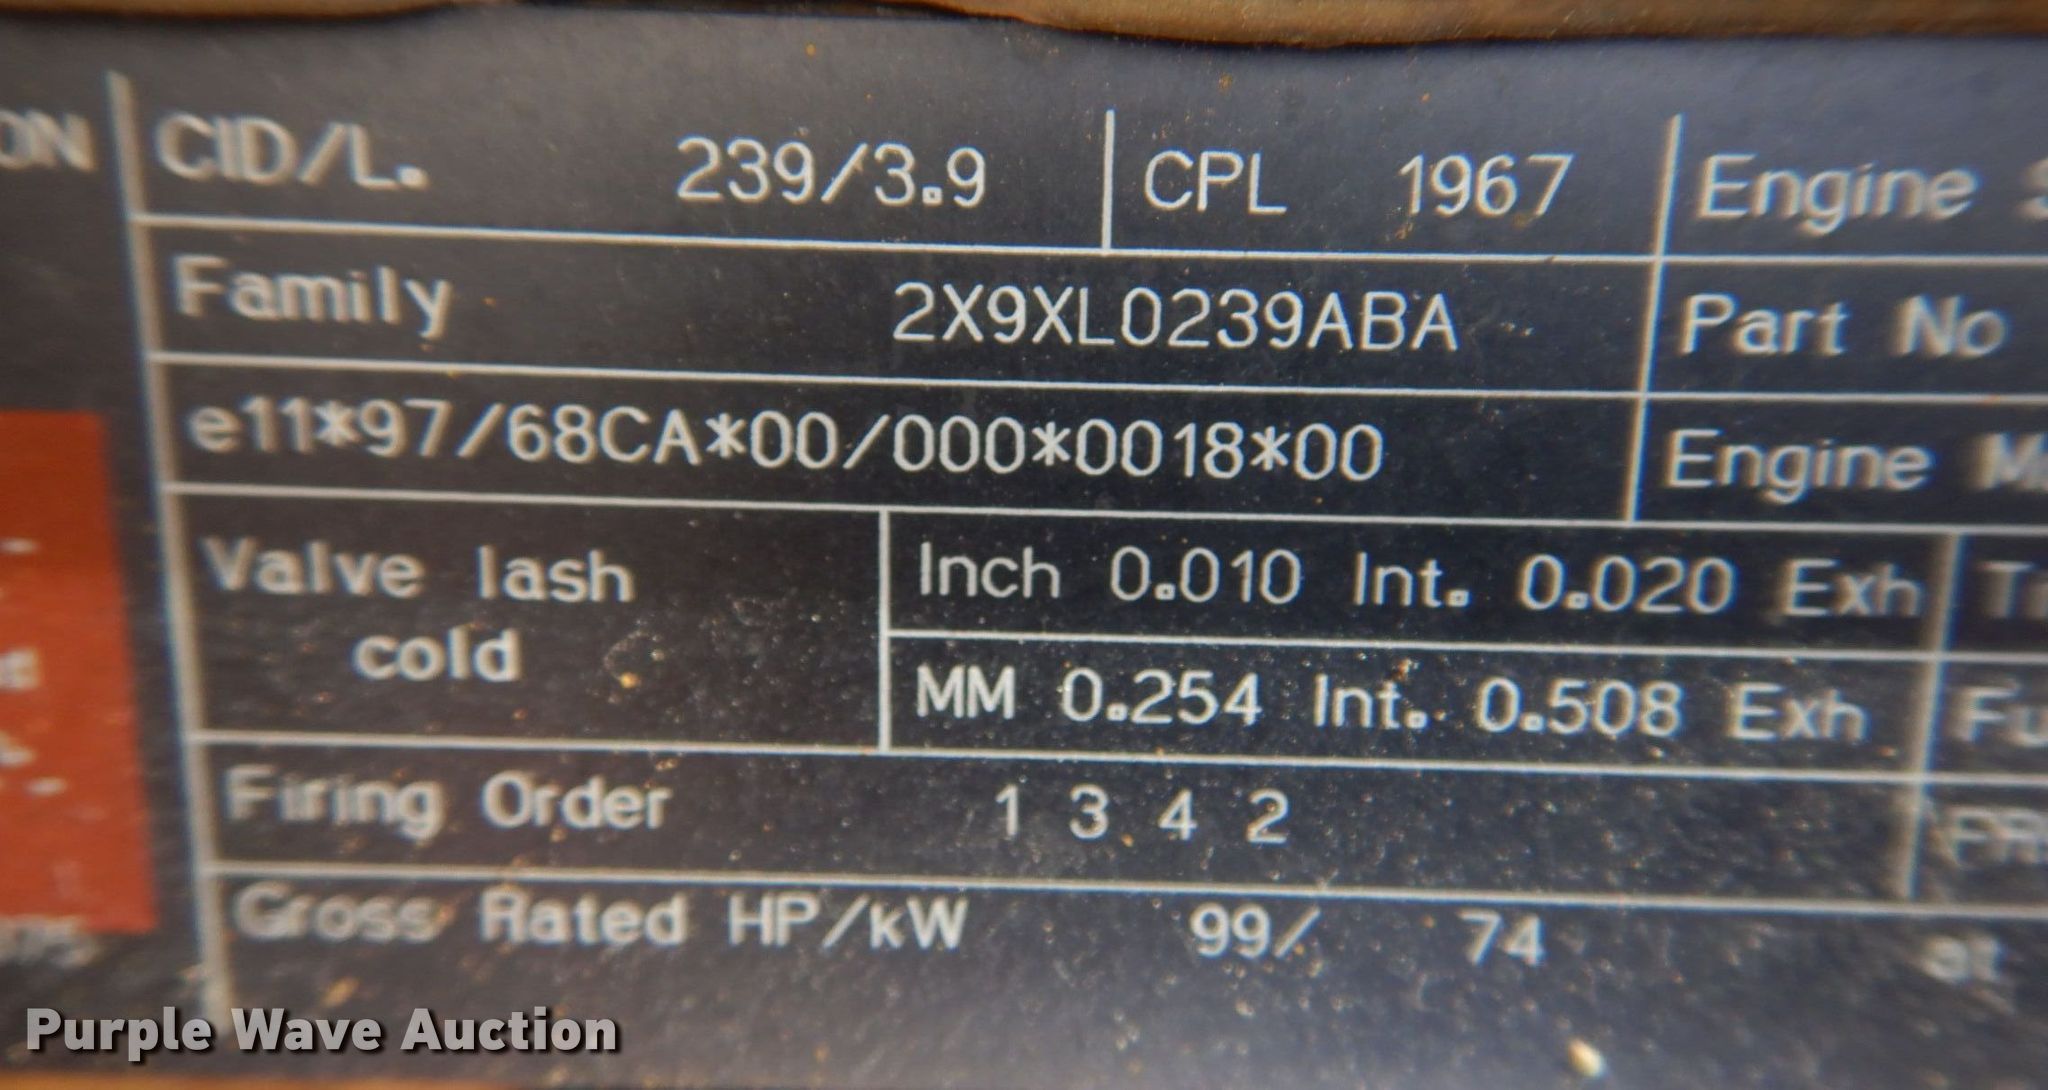 ON CID/L. 239/3.9 CPL 1967 Engine
Family 2X9XL0239ABA Part No
e11*97/68CA*00/000*0018*00 Engine
Valve lash cold Inch 0.010 Int. 0.020 Exh
MM 0.254 Int. 0.508 Exh
Firing Order 1 3 4 2
Gross Rated HP/kW 99/ 74 at
Purple Wave Auction